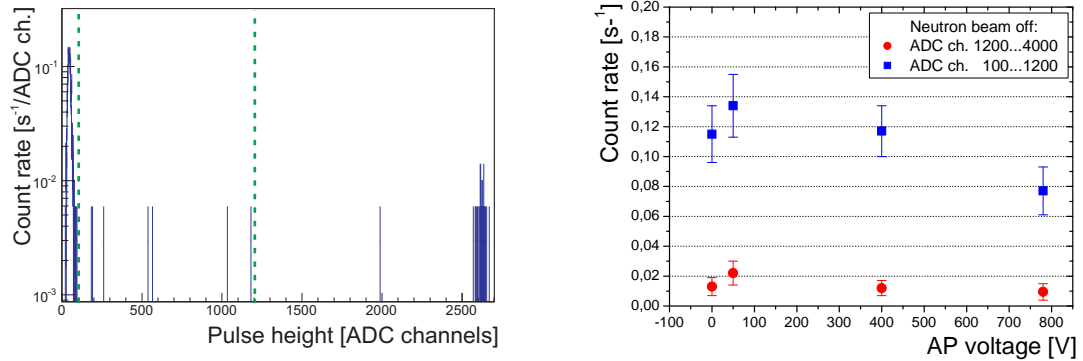 Count rate [s-1/ADC ch.]
10-1
10-2
10-3
0 500 1000 1500 2000 2500
Pulse height [ADC channels]
Count rate [s-1]
0,20
0,18
0,16
0,14
0,12
0,10
0,08
0,06
0,04
0,02
0,00
-100 0 100 200 300 400 500 600 700 800
AP voltage [V]
Neutron beam off:
ADC ch. 1200...4000
ADC ch. 100...1200